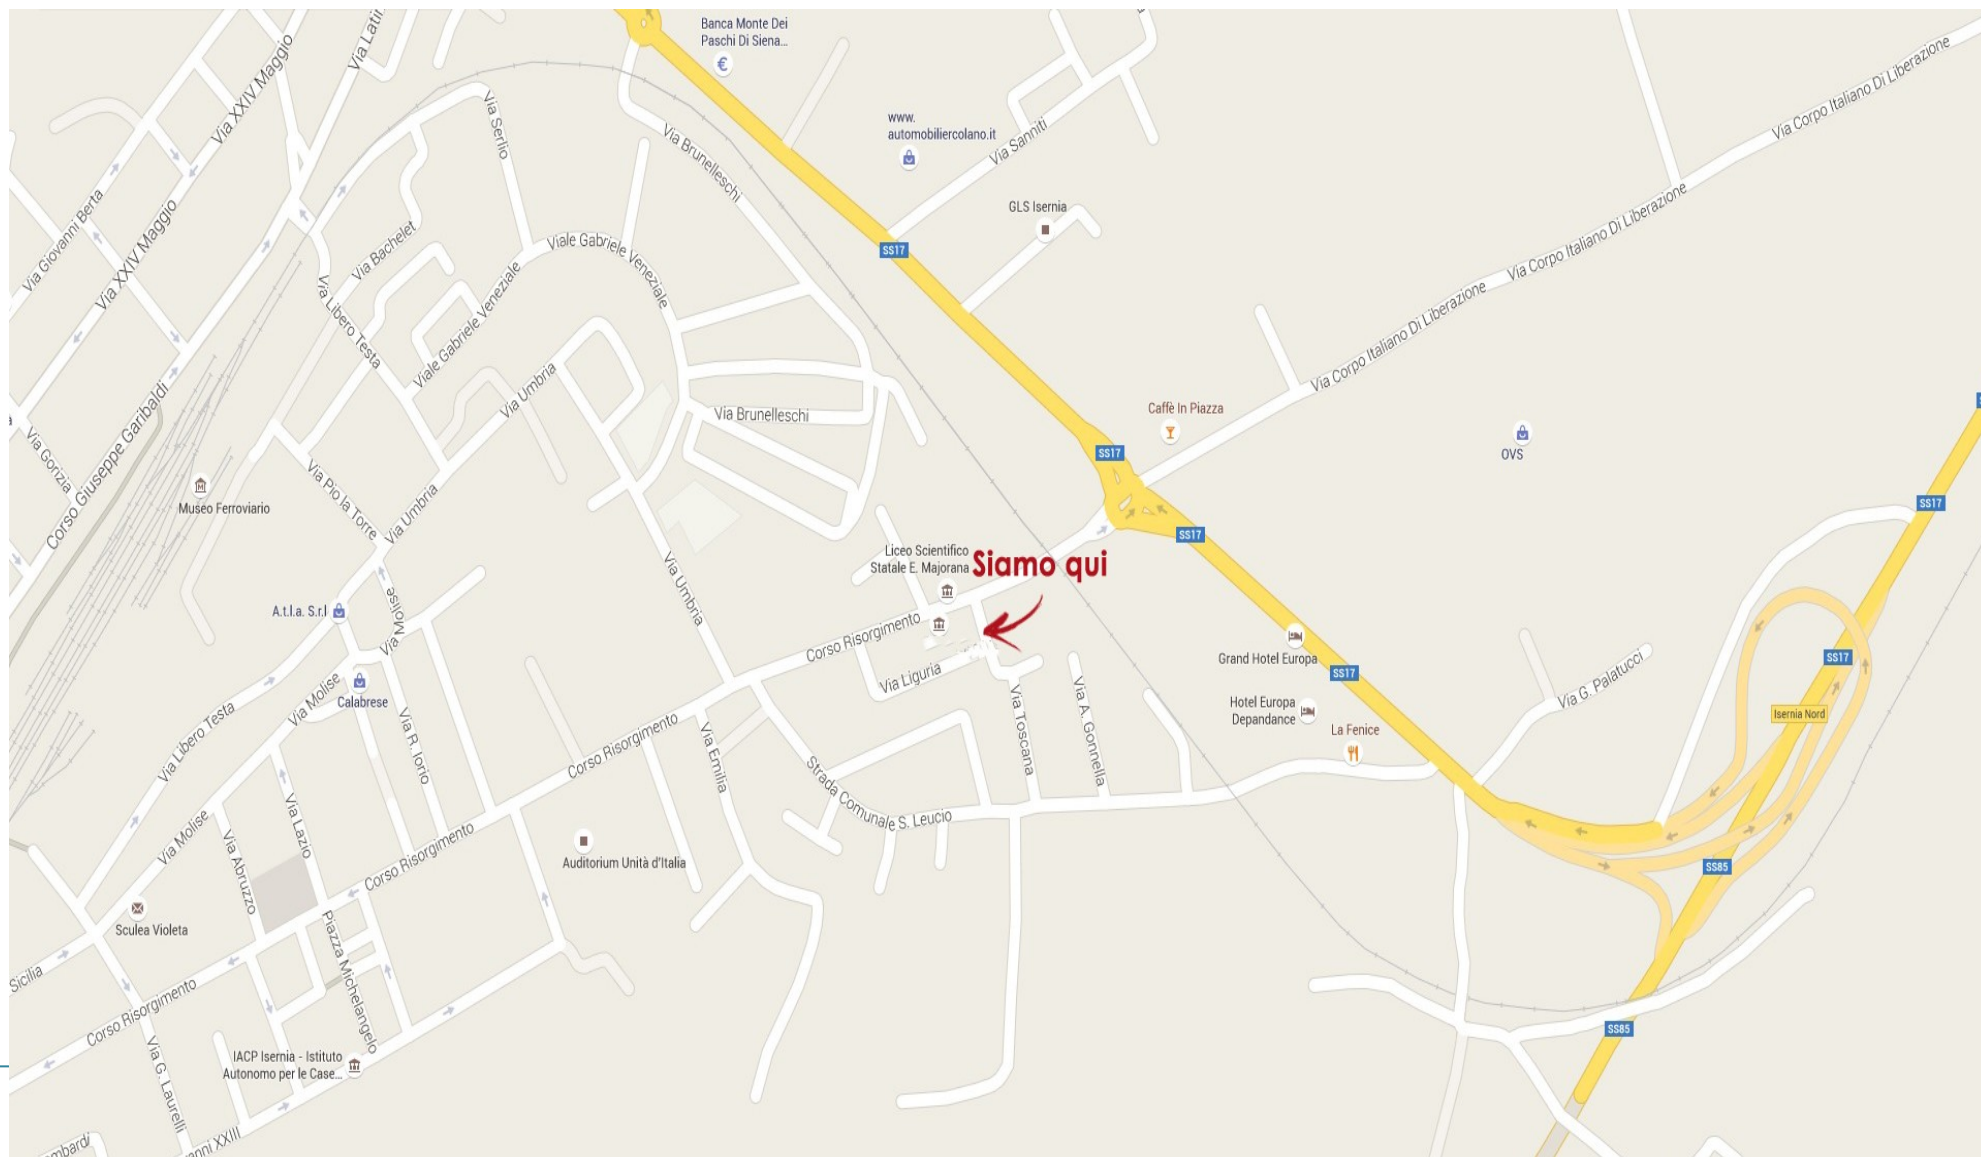 Banca Monte Dei
Paschi Di Siena...
Via Latin
Via XXIV Maggio
Via Serlio
www.
automobiliercolano.it
Via Sanniti
Via Corpo Italiano Di Liberazione
Via Brunelleschi
Via Giovanni Berta
Via XXIV Maggio
Via Bachelet
GLS Isernia
Viale Gabriele Veneziale
SS17
Via Corpo Italiano Di Liberazione
Via Libero Testa
Viale Gabriele Veneziale
Via Corpo Italiano Di Liberazione
Via Umbria
Via Brunelleschi
Caffè In Piazza
Corso Giuseppe Garibaldi
Via Gorizia
SS17
OVS
Museo Ferroviario
Via Pio la Torre
Via Umbria
SS17
SS17
Liceo Scientifico
Statale E. Majorana
Siamo qui
Via Umbria
A.t.l.a. S.r.l
Via Molise
Corso Risorgimento
Grand Hotel Europa
SS17
SS17
Via G. Palatucci
Via Liguria
Via Molise
Calabrese
Via Toscana
Via A. Gonnella
Hotel Europa
Depandance
La Fenice
Isernia Nord
Via Libero Testa
Via R. Iorio
Corso Risorgimento
Via Emilia
Strada Comunale S. Leucio
Via Molise
Via Lazio
Via Abruzzo
Corso Risorgimento
Auditorium Unità d'Italia
SS85
Sculea Violeta
Piazza Michelangelo
Sicilia
Corso Risorgimento
SS85
Via G. Laurelli
IACP Isernia - Istituto
Autonomo per le Case...
anni XXIII
ombardi